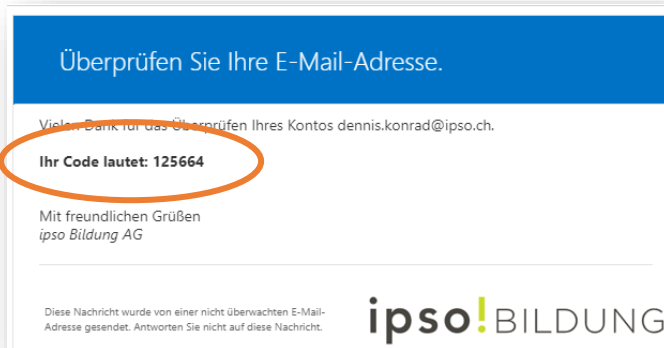 Überprüfen Sie Ihre E-Mail-Adresse.
Vielen Dank für das Überprüfen Ihres Kontos dennis.konrad@ipso.ch.
Ihr Code lautet: 125664
Mit freundlichen Grüßen
ipso Bildung AG
Diese Nachricht wurde von einer nicht überwachten E-Mail-
Adresse gesendet. Antworten Sie nicht auf diese Nachricht.
ipso!BILDUNG